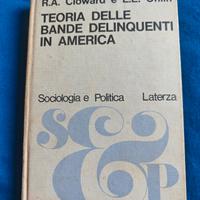 R.A. Cloward e L.E. Ohlin
TEORIA DELLE
BANDE DELINQUENTI
IN AMERICA
Sociologia e Politica Laterza
s&p